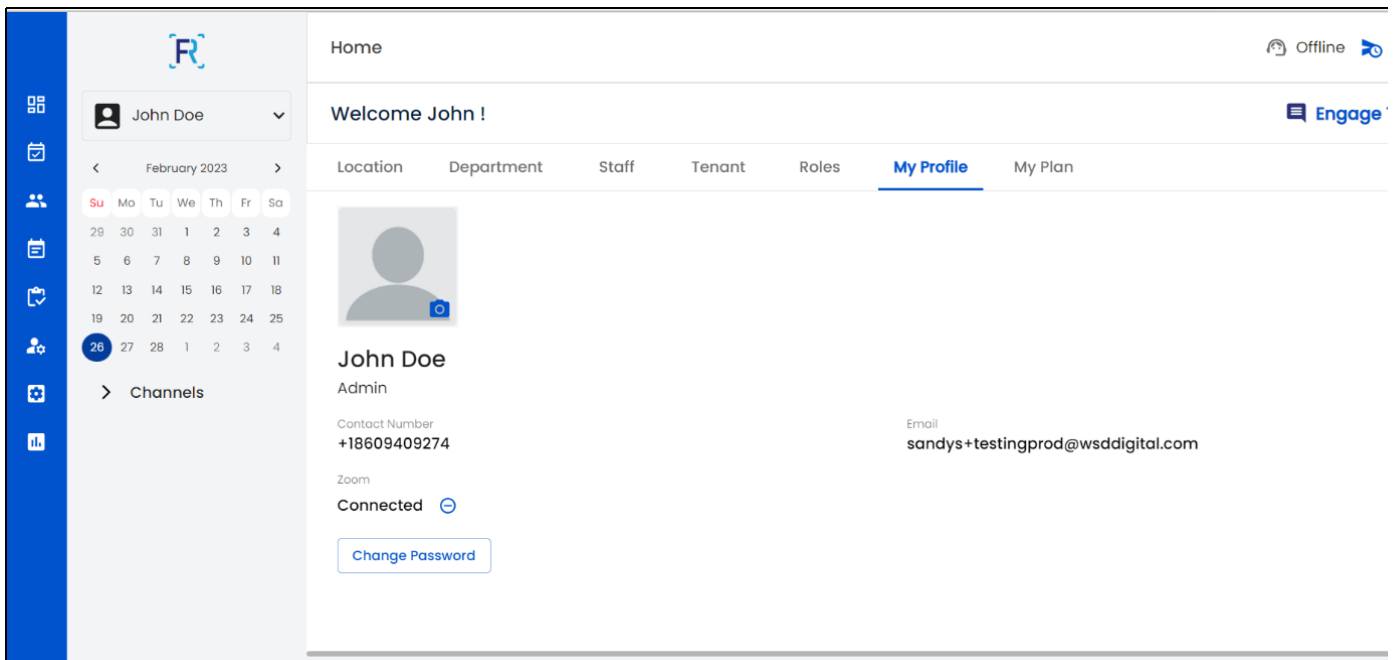 FR
Home
Offline
John Doe
Welcome John !
Engage
February 2023
Location Department Staff Tenant Roles My Profile My Plan
Su Mo Tu We Th Fr Sa
29 30 31 1 2 3 4
5 6 7 8 9 10 11
12 13 14 15 16 17 18
19 20 21 22 23 24 25
26 27 28 1 2 3 4
Channels
John Doe
Admin
Contact Number
+18609409274
Email
sandys+testingprod@wsddigital.com
Zoom
Connected
Change Password